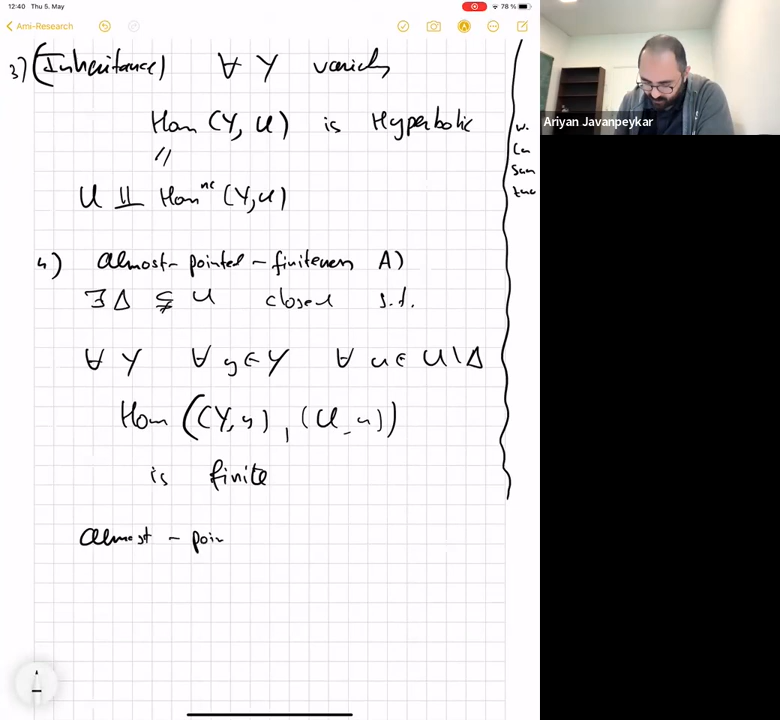 12:40 Thu 5. May
78 %
Ami-Research
Ariyan Javanpeykar
3) (Inheritance) ∀ Y variety
Hom (Y, U) is Hyperbolic
//
U ⨿ Hom^nc (Y, U)
4) almost-pointed-finiteness A)
∃ Δ ⊊ U closed s.t.
∀ Y ∀ y ∈ Y ∀ u ∈ U \ Δ
Hom ((Y, y), (U, u))
is finite
almost - poin